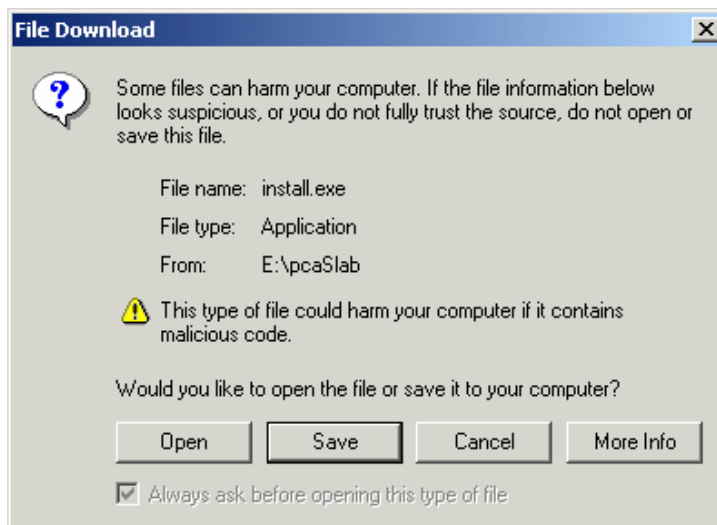 File Download
Some files can harm your computer. If the file information below
looks suspicious, or you do not fully trust the source, do not open or
save this file.
File name: install.exe
File type: Application
From: E:\pcaSlab
This type of file could harm your computer if it contains
malicious code.
Would you like to open the file or save it to your computer?
Open Save Cancel More Info
Always ask before opening this type of file